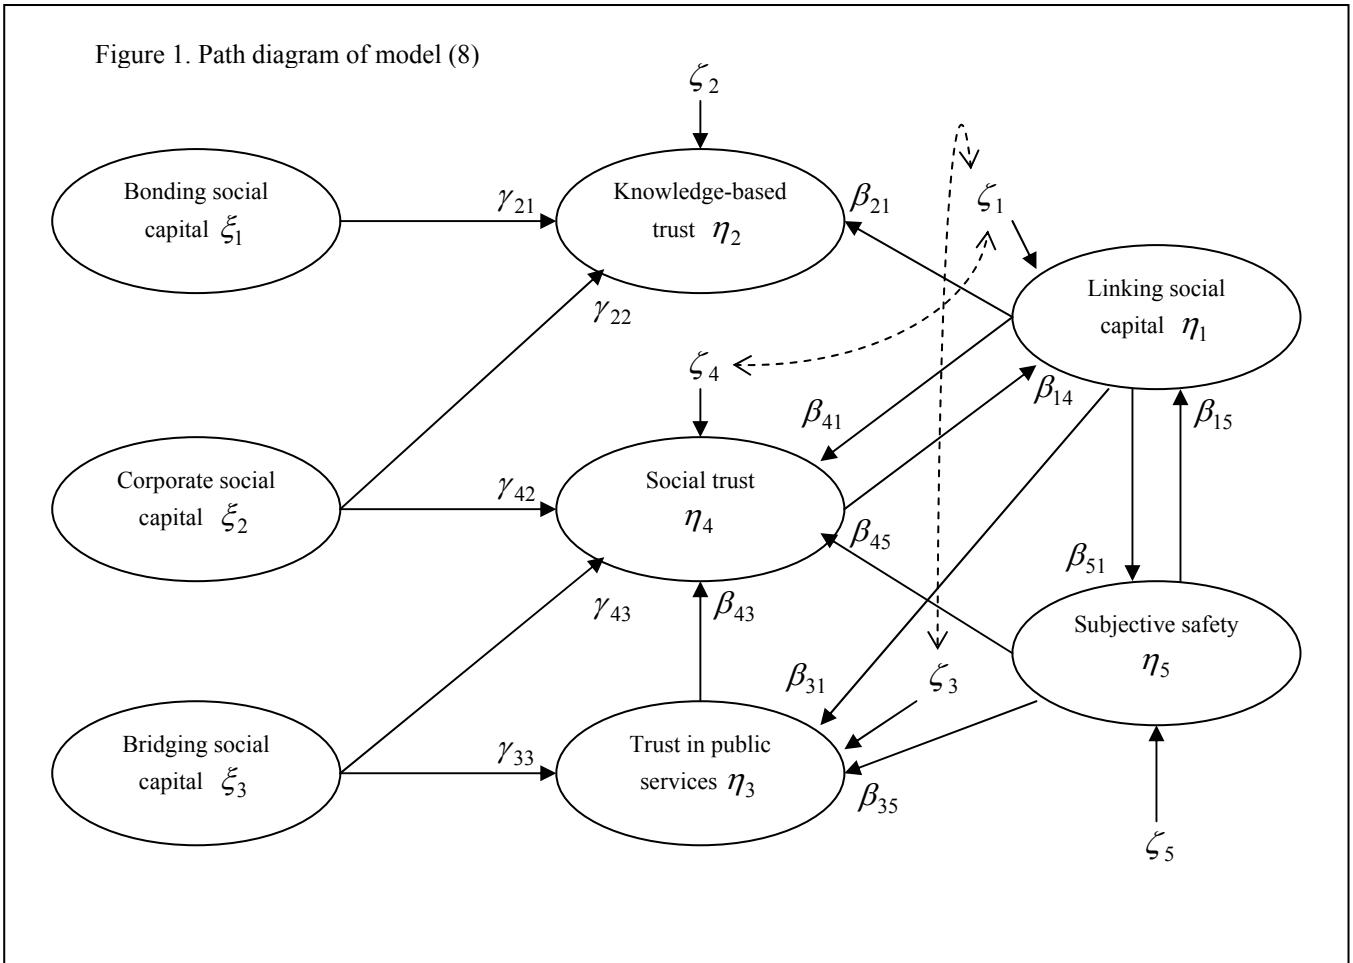 Figure 1. Path diagram of model (8)
ζ2
Bonding social
capital ξ1
γ21
Knowledge-based
trust η2
β21
ζ1
Linking social
capital η1
γ22
ζ4
β14
β15
β41
Corporate social
capital ξ2
γ42
Social trust
η4
β45
β51
γ43
β43
Subjective safety
η5
β31
ζ3
Bridging social
capital ξ3
γ33
Trust in public
services η3
β35
ζ5